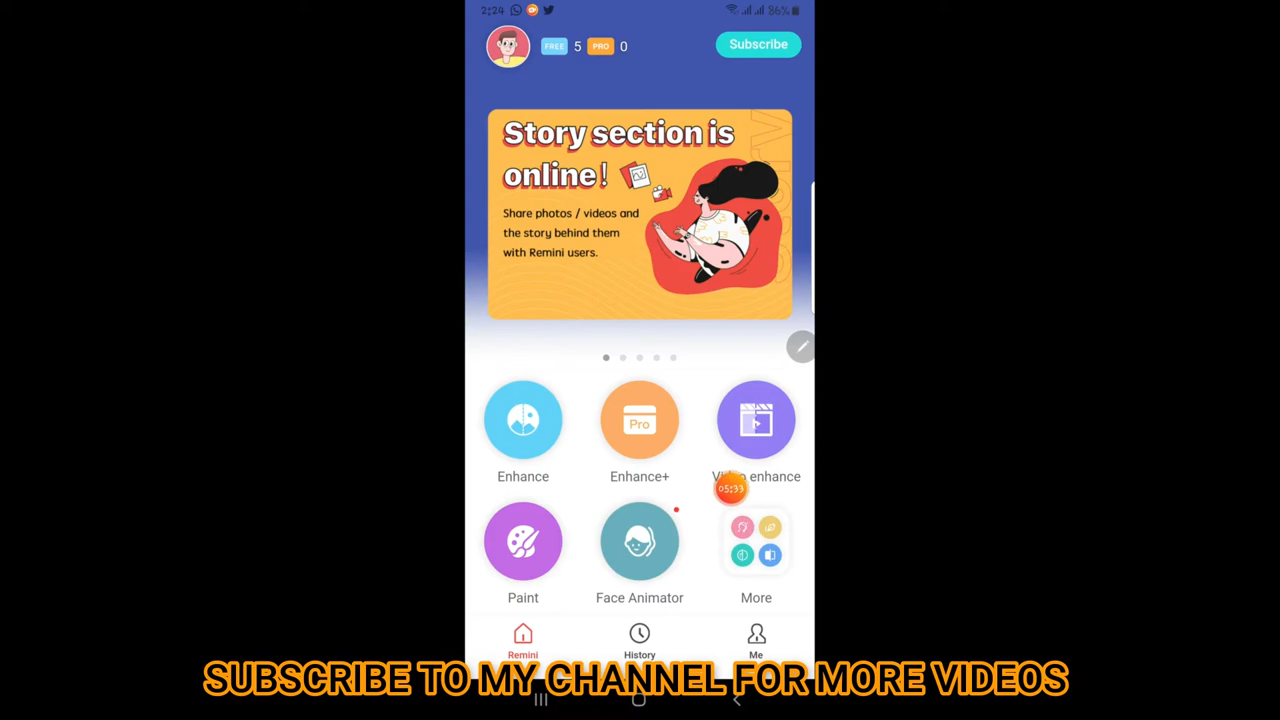 2:24 86%
FREE 5 PRO 0 Subscribe
Story section is
online!
Share photos / videos and
the story behind them
with Remini users.
Pro
Enhance Enhance+ Video enhance
05:33
Paint Face Animator More
Remini History Me
SUBSCRIBE TO MY CHANNEL FOR MORE VIDEOS